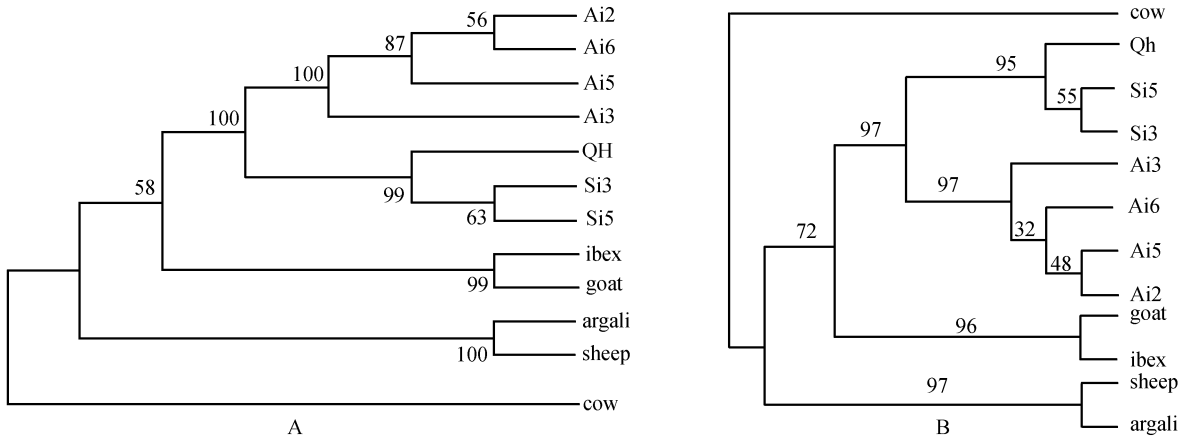 Ai2
56
Ai6
87
100
Ai5
100
Ai3
QH
99
Si3
58
63
Si5
ibex
99
goat
argali
100
sheep
cow
A
cow
Qh
95
Si5
55
Si3
97
Ai3
97
Ai6
32
72
Ai5
48
Ai2
goat
96
ibex
sheep
97
argali
B